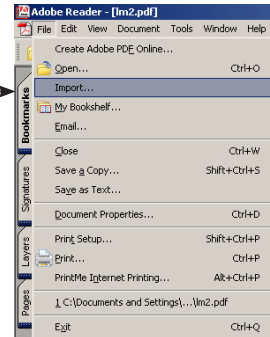 Adobe Reader - [lm2.pdf]
File Edit View Document Tools Window Help
Create Adobe PDF Online...
Open... Ctrl+O
Import...
My Bookshelf...
Email...
Close Ctrl+W
Save a Copy... Shift+Ctrl+S
Save as Text...
Document Properties... Ctrl+D
Print Setup... Shift+Ctrl+P
Print... Ctrl+P
PrintMe Internet Printing... Alt+Ctrl+P
1 C:\Documents and Settings\...\lm2.pdf
Exit Ctrl+Q
Bookmarks
Signatures
Layers
Pages